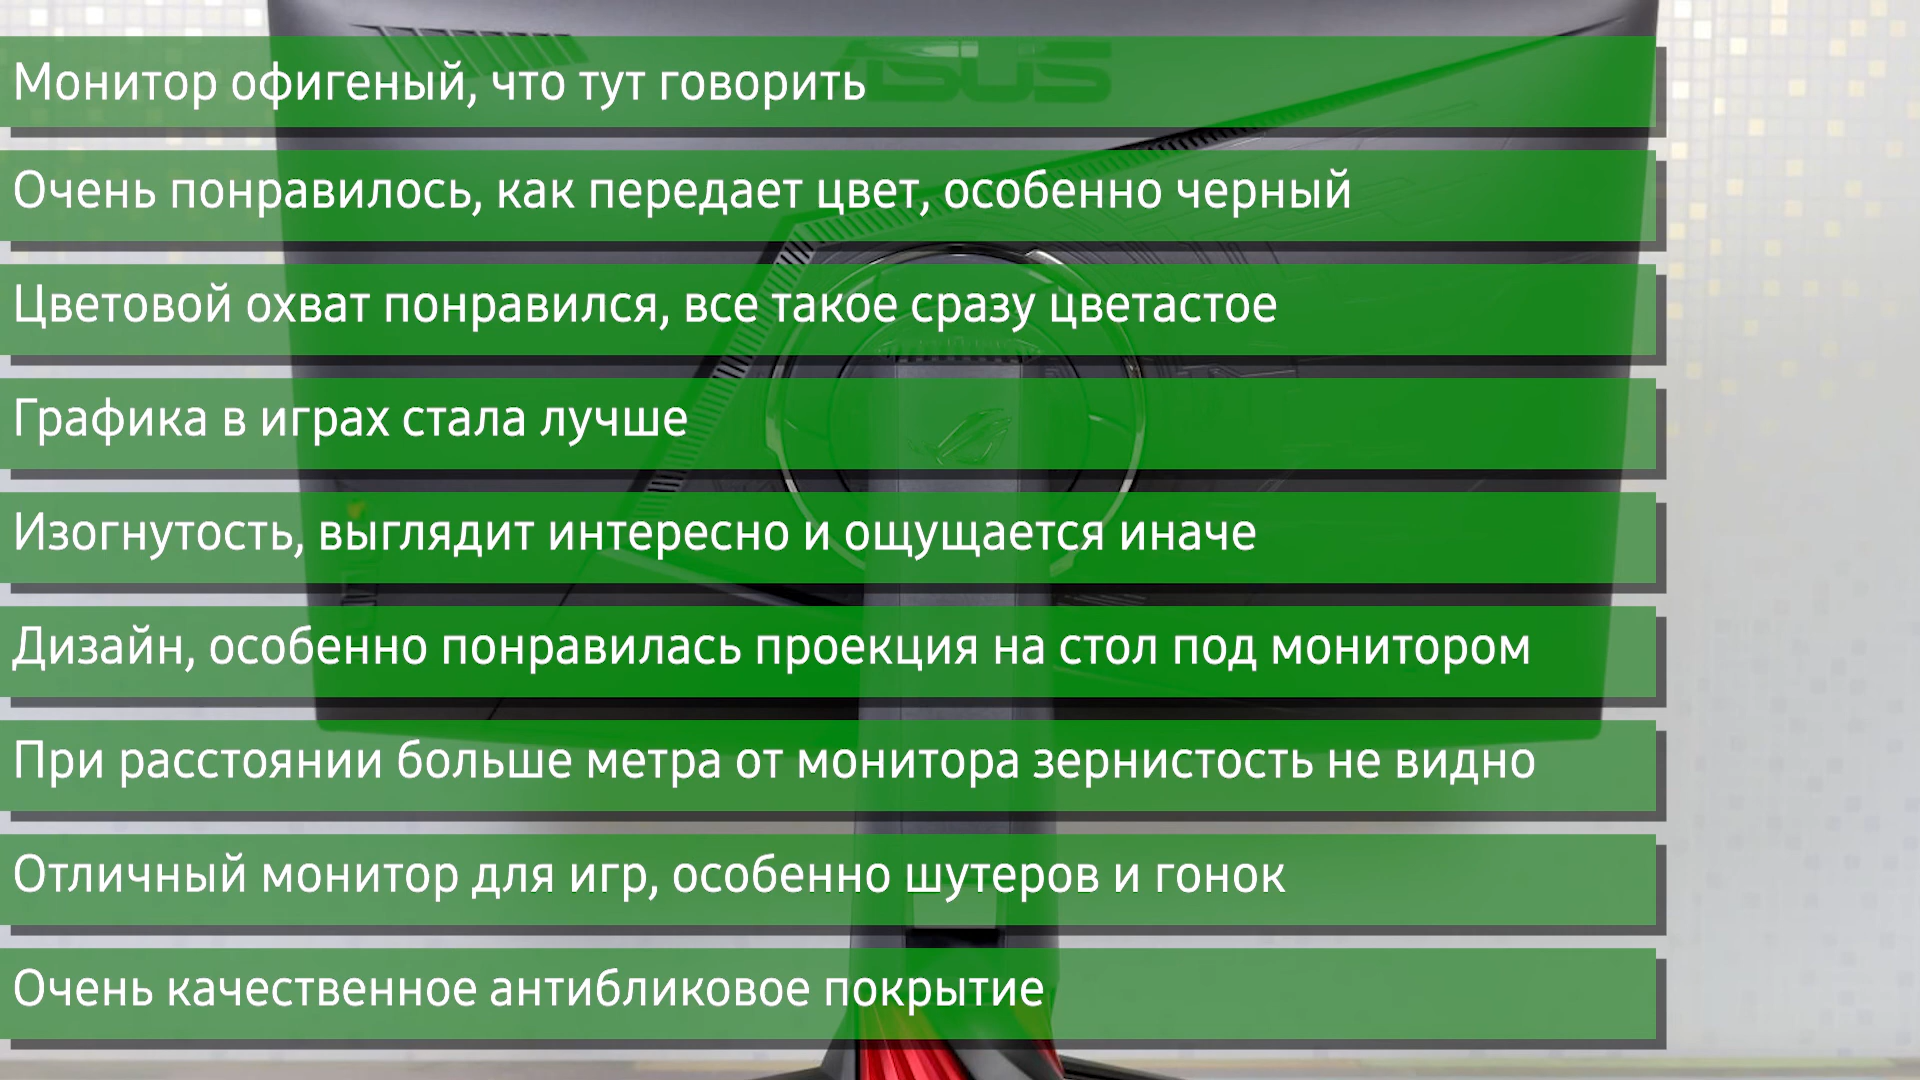 ASUS
Монитор офигеный, что тут говорить
Очень понравилось, как передает цвет, особенно черный
Цветовой охват понравился, все такое сразу цветастое
Графика в играх стала лучше
Изогнутость, выглядит интересно и ощущается иначе
Дизайн, особенно понравилась проекция на стол под монитором
При расстоянии больше метра от монитора зернистость не видно
Отличный монитор для игр, особенно шутеров и гонок
Очень качественное антибликовое покрытие